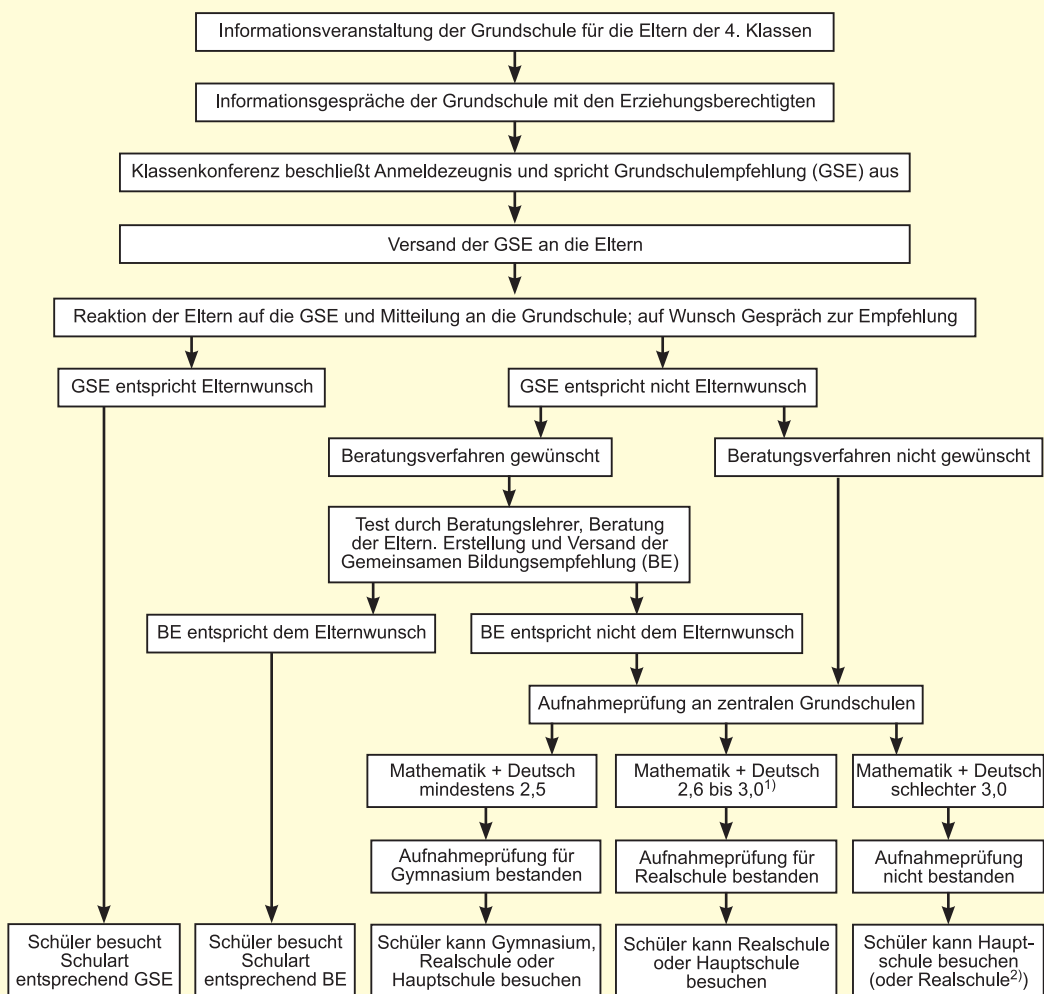 Informationsveranstaltung der Grundschule für die Eltern der 4. Klassen
Informationsgespräche der Grundschule mit den Erziehungsberechtigten
Klassenkonferenz beschließt Anmeldezeugnis und spricht Grundschulempfehlung (GSE) aus
Versand der GSE an die Eltern
Reaktion der Eltern auf die GSE und Mitteilung an die Grundschule; auf Wunsch Gespräch zur Empfehlung
GSE entspricht Elternwunsch
GSE entspricht nicht Elternwunsch
Beratungsverfahren gewünscht
Beratungsverfahren nicht gewünscht
Test durch Beratungslehrer, Beratung
der Eltern. Erstellung und Versand der
Gemeinsamen Bildungsempfehlung (BE)
BE entspricht dem Elternwunsch
BE entspricht nicht dem Elternwunsch
Aufnahmeprüfung an zentralen Grundschulen
Mathematik + Deutsch
mindestens 2,5
Mathematik + Deutsch
2,6 bis 3,0¹⁾
Mathematik + Deutsch
schlechter 3,0
Aufnahmeprüfung für
Gymnasium bestanden
Aufnahmeprüfung für
Realschule bestanden
Aufnahmeprüfung
nicht bestanden
Schüler besucht
Schulart
entsprechend GSE
Schüler besucht
Schulart
entsprechend BE
Schüler kann Gymnasium,
Realschule oder
Hauptschule besuchen
Schüler kann Realschule
oder Hauptschule
besuchen
Schüler kann Haupt-
schule besuchen
(oder Realschule²⁾)